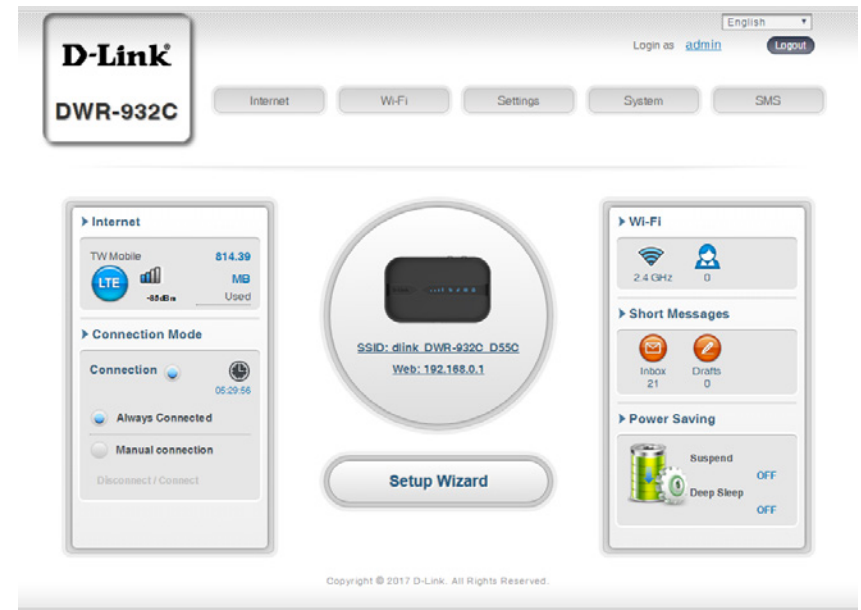 English
Login as admin Logout
D-Link
DWR-932C
Internet Wi-Fi Settings System SMS
Internet
TW Mobile 814.39
LTE MB
-85dBm Used
Connection Mode
Connection
05:29:56
Always Connected
Manual connection
Disconnect / Connect
SSID: dlink_DWR-932C_D55C
Web: 192.168.0.1
Setup Wizard
Wi-Fi
2.4 GHz 0
Short Messages
Inbox Drafts
21 0
Power Saving
Suspend
OFF
Deep Sleep
OFF
Copyright © 2017 D-Link. All Rights Reserved.